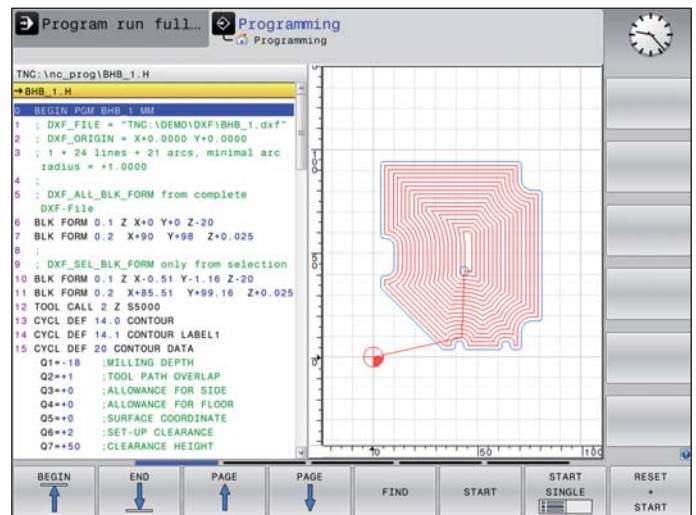 Program run full... Programming
Programming
TNC:\nc_prog\BHB_1.H
→BHB_1.H
0 BEGIN PGM BHB_1 MM
1 ; DXF_FILE = "TNC:\DEMO\DXF\BHB_1.dxf"
2 ; DXF_ORIGIN = X+0.0000 Y+0.0000
3 ; 1 + 24 lines + 21 arcs, minimal arc
radius = +1.0000
4 ;
5 ; DXF_ALL_BLK_FORM from complete
DXF-File
6 BLK FORM 0.1 Z X+0 Y+0 Z-20
7 BLK FORM 0.2 X+90 Y+98 Z+0.025
8 ;
9 ; DXF_SEL_BLK_FORM only from selection
10 BLK FORM 0.1 Z X-0.51 Y-1.16 Z-20
11 BLK FORM 0.2 X+85.51 Y+99.16 Z+0.025
12 TOOL CALL 2 Z S5000
13 CYCL DEF 14.0 CONTOUR
14 CYCL DEF 14.1 CONTOUR LABEL1
15 CYCL DEF 20 CONTOUR DATA
Q1=-18 ;MILLING DEPTH
Q2=+1 ;TOOL PATH OVERLAP
Q3=+0 ;ALLOWANCE FOR SIDE
Q4=+0 ;ALLOWANCE FOR FLOOR
Q5=+0 ;SURFACE COORDINATE
Q6=+2 ;SET-UP CLEARANCE
Q7=+50 ;CLEARANCE HEIGHT
100
50
0
0 50 100
BEGIN
END
PAGE
PAGE
FIND
START
START
SINGLE
RESET
+
START